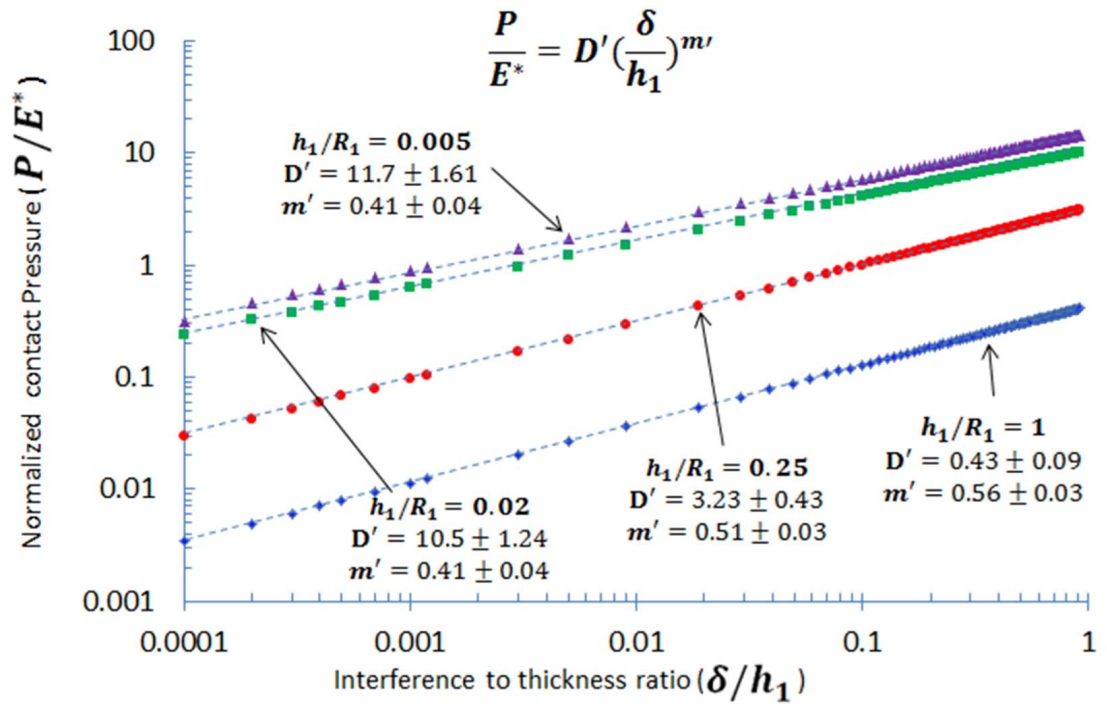 P/E* = D′(δ/h₁)^m′
Normalized contact Pressure (P/E*)
100
10
1
0.1
0.01
0.001
h₁/R₁ = 0.005
D′ = 11.7 ± 1.61
m′ = 0.41 ± 0.04
h₁/R₁ = 0.02
D′ = 10.5 ± 1.24
m′ = 0.41 ± 0.04
h₁/R₁ = 0.25
D′ = 3.23 ± 0.43
m′ = 0.51 ± 0.03
h₁/R₁ = 1
D′ = 0.43 ± 0.09
m′ = 0.56 ± 0.03
0.0001 0.001 0.01 0.1 1
Interference to thickness ratio (δ/h₁)